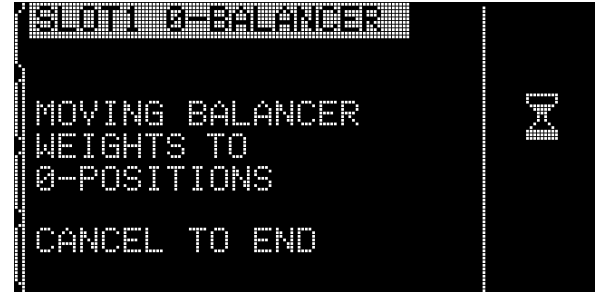 SLOT1 0-BALANCER
MOVING BALANCER
WEIGHTS TO
0-POSITIONS
CANCEL TO END